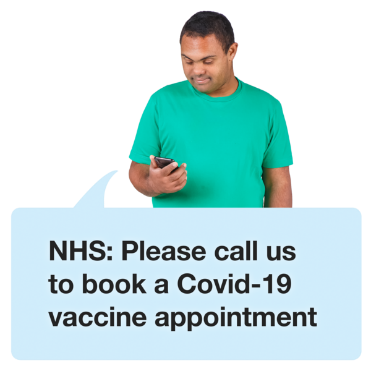 NHS: Please call us
to book a Covid-19
vaccine appointment